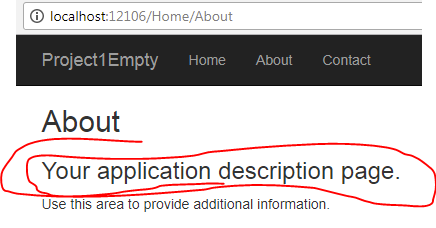 localhost:12106/Home/About
Project1Empty Home About Contact
About
Your application description page.
Use this area to provide additional information.